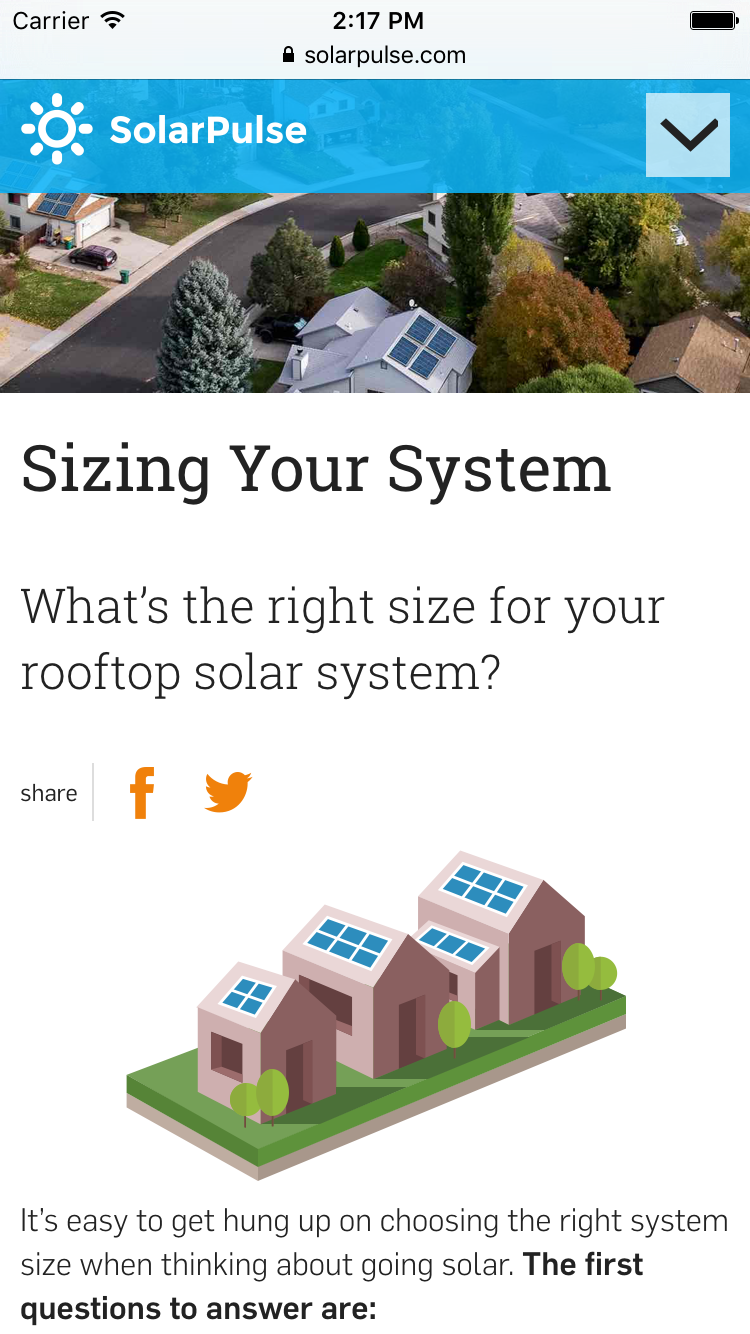 Carrier 2:17 PM
solarpulse.com
SolarPulse
Sizing Your System
What’s the right size for your
rooftop solar system?
share
It’s easy to get hung up on choosing the right system
size when thinking about going solar. The first
questions to answer are: